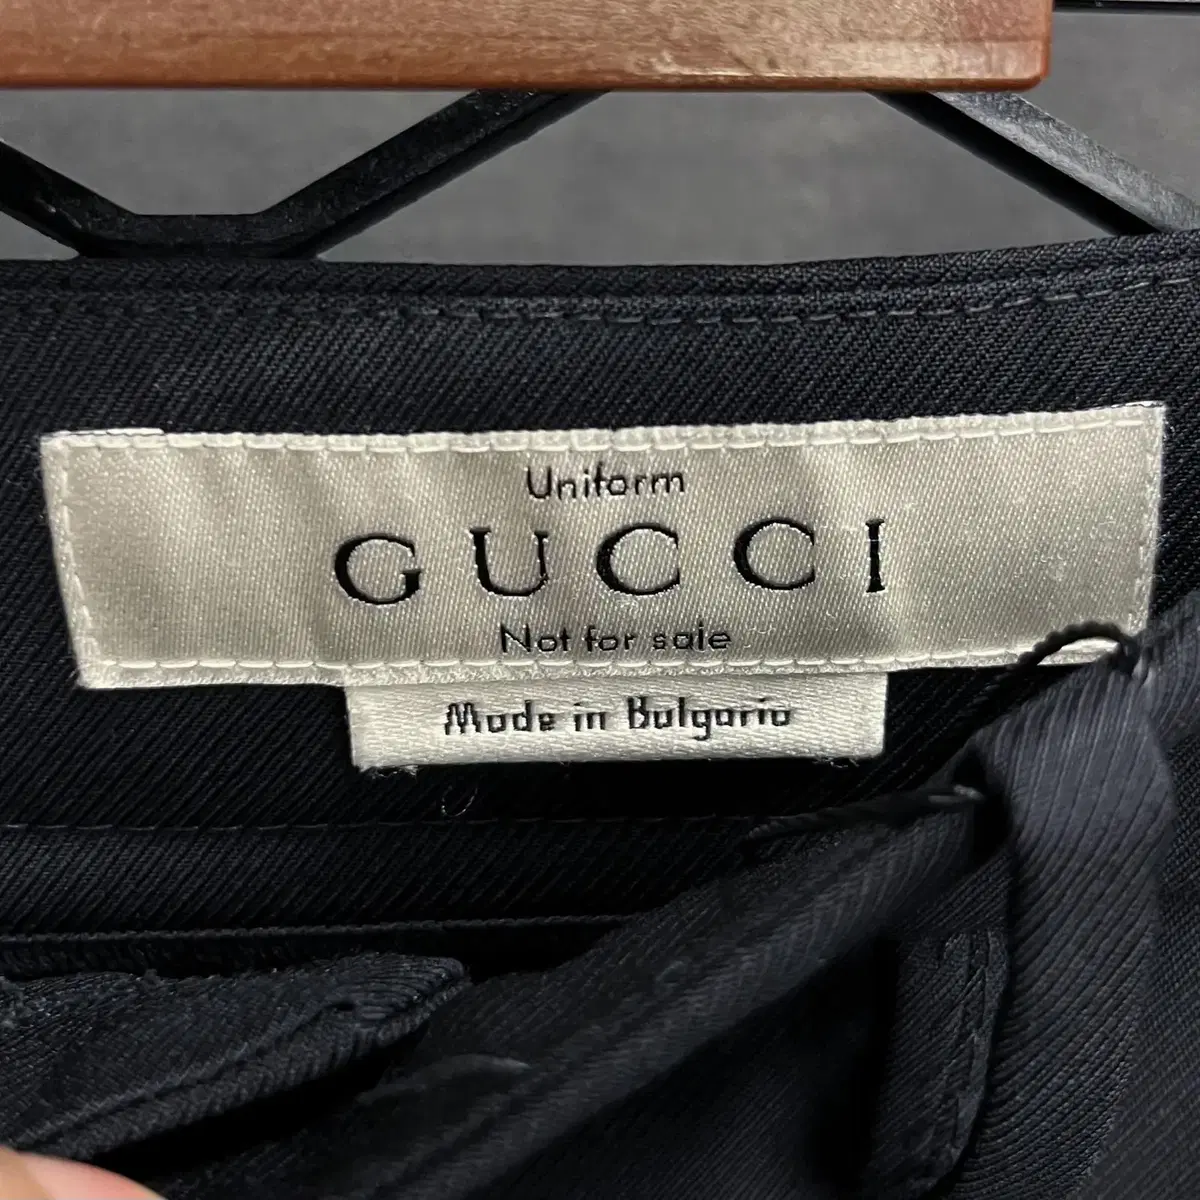 Uniform
GUCCI
Not for sale
Made in Bulgaria